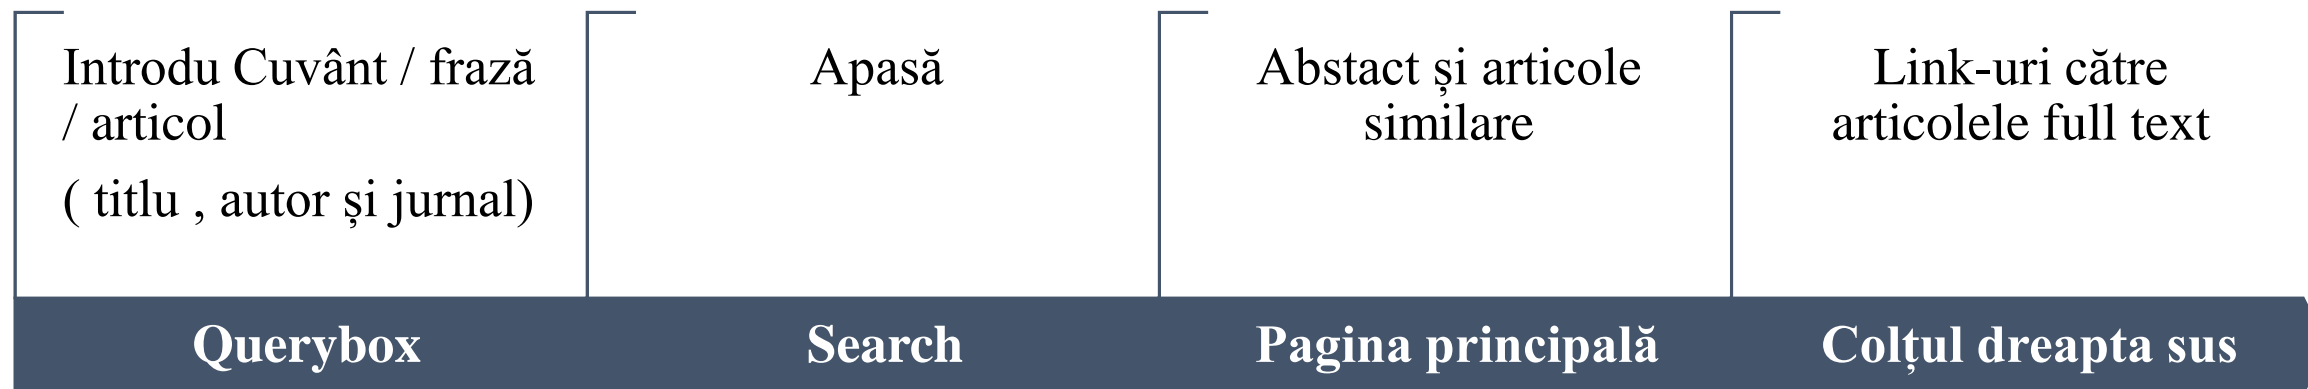 Introdu Cuvânt / frază
/ articol
( titlu , autor și jurnal)
Querybox
Apasă
Search
Abstact și articole
similare
Pagina principală
Link-uri către
articolele full text
Colțul dreapta sus